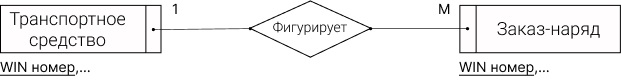 Транспортное
средство
1
Фигурирует
М
Заказ-наряд
WIN номер,...
WIN номер,...